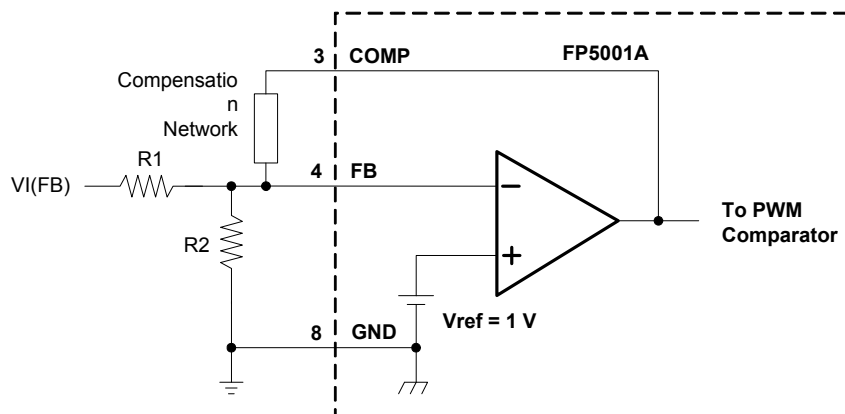 3 COMP FP5001A
Compensatio
n
Network
R1
VI(FB)
4 FB
−
R2
+
To PWM
Comparator
Vref = 1 V
8 GND